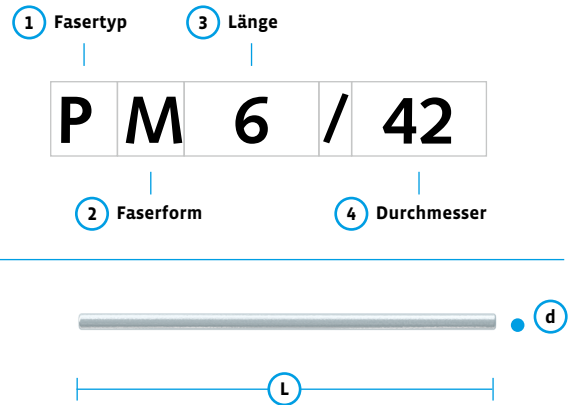 1 Fasertyp 3 Länge
P M 6 / 42
2 Faserform 4 Durchmesser
d
L